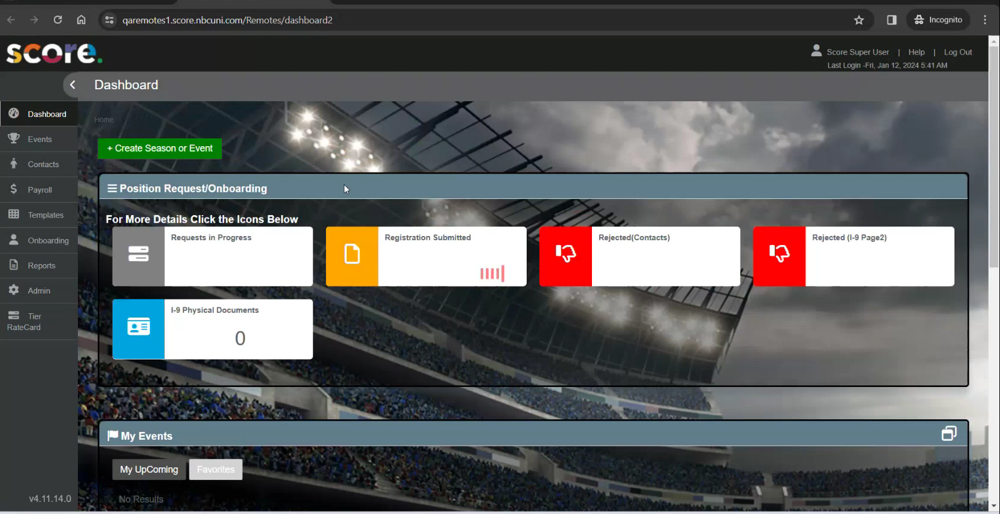 qaremotes1.score.nbcuni.com/Remotes/dashboard2
Incognito
score.
Score Super User | Help | Log Out
Last Login -Fri, Jan 12, 2024 5:41 AM
Dashboard
Dashboard
Events
Contacts
Payroll
Templates
Onboarding
Reports
Admin
Tier
RateCard
v4.11.14.0
Home
+ Create Season or Event
Position Request/Onboarding
For More Details Click the Icons Below
Requests in Progress
Registration Submitted
Rejected(Contacts)
Rejected (I-9 Page2)
I-9 Physical Documents
0
My Events
My UpComing
Favorites
No Results